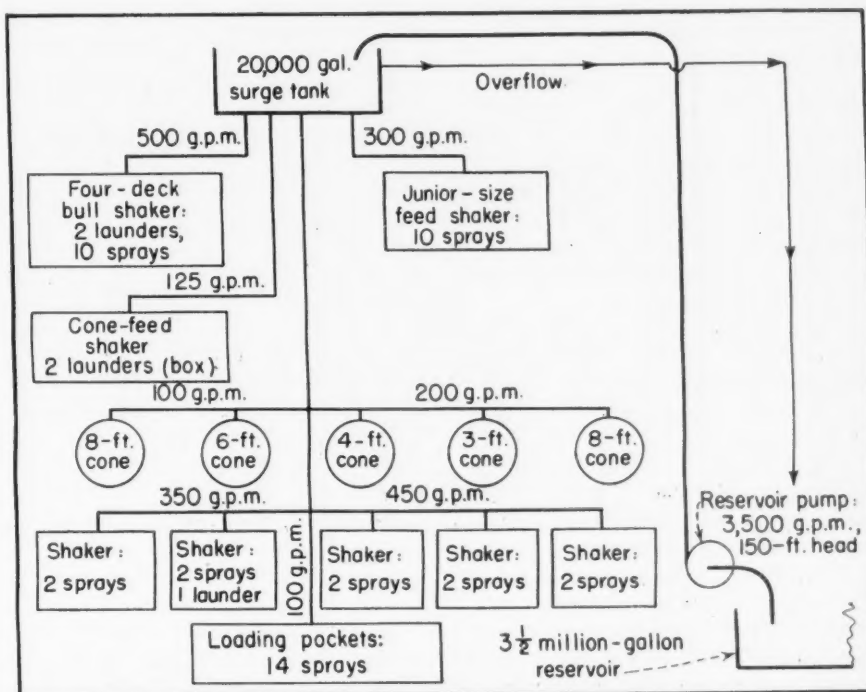 20,000 gal.
surge tank
Overflow
500 g.p.m.
300 g.p.m.
Four-deck
bull shaker:
2 launders,
10 sprays
Junior-size
feed shaker:
10 sprays
125 g.p.m.
Cone-feed
shaker
2 launders (box)
100 g.p.m.
200 g.p.m.
8-ft.
cone
6-ft.
cone
4-ft.
cone
3-ft.
cone
8-ft.
cone
350 g.p.m.
450 g.p.m.
Shaker:
2 sprays
Shaker:
2 sprays
1 launder
100 g.p.m.
Shaker:
2 sprays
Shaker:
2 sprays
Shaker:
2 sprays
Reservoir pump:
3,500 g.p.m.,
150-ft. head
Loading pockets:
14 sprays
3 1/2 million-gallon
reservoir